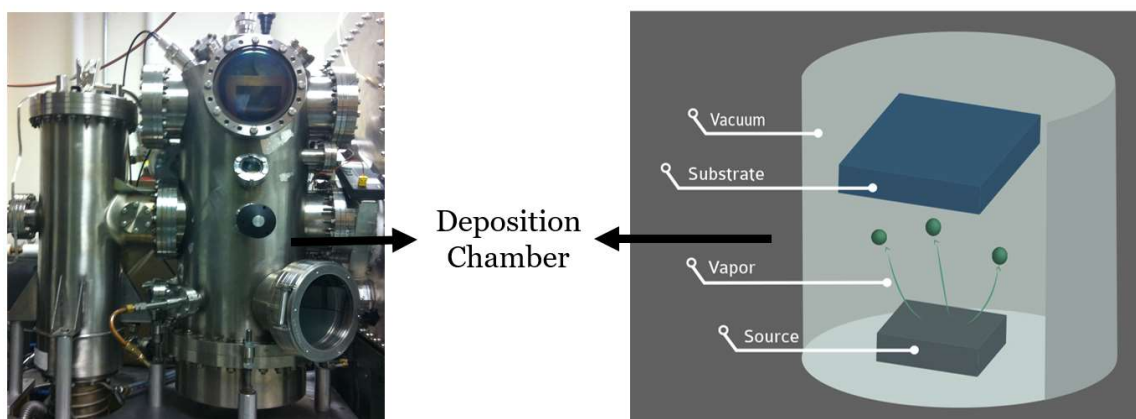 Deposition
Chamber
Vacuum
Substrate
Vapor
Source